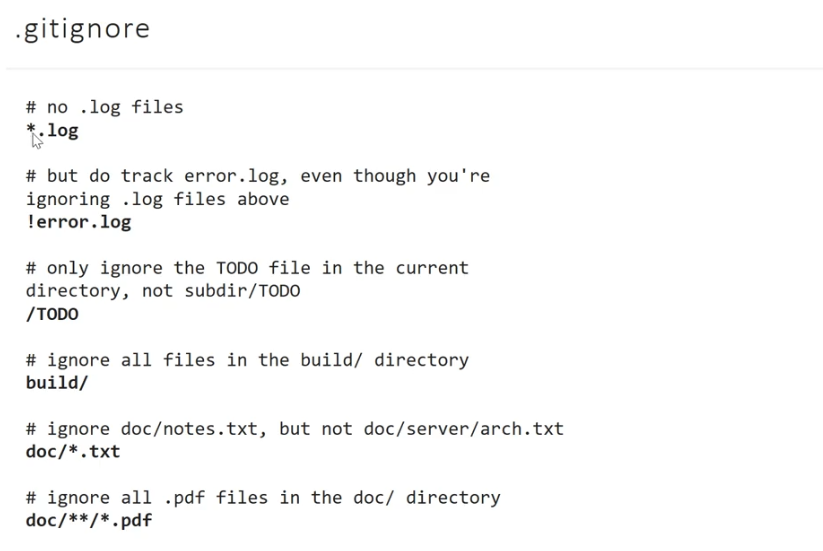 .gitignore
# no .log files
*.log
# but do track error.log, even though you're
ignoring .log files above
!error.log
# only ignore the TODO file in the current
directory, not subdir/TODO
/TODO
# ignore all files in the build/ directory
build/
# ignore doc/notes.txt, but not doc/server/arch.txt
doc/*.txt
# ignore all .pdf files in the doc/ directory
doc/**/*.pdf